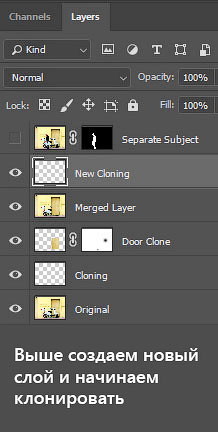 Channels Layers
Kind
Normal Opacity: 100%
Lock: Fill: 100%
Separate Subject
New Cloning
Merged Layer
Door Clone
Cloning
Original
Выше создаем новый
слой и начинаем
клонировать